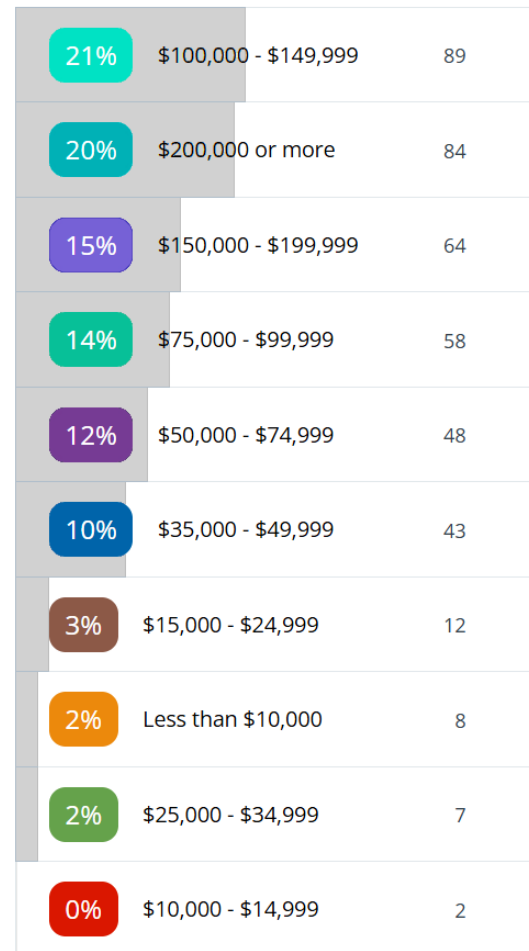 21% $100,000 - $149,999 89
20% $200,000 or more 84
15% $150,000 - $199,999 64
14% $75,000 - $99,999 58
12% $50,000 - $74,999 48
10% $35,000 - $49,999 43
3% $15,000 - $24,999 12
2% Less than $10,000 8
2% $25,000 - $34,999 7
0% $10,000 - $14,999 2